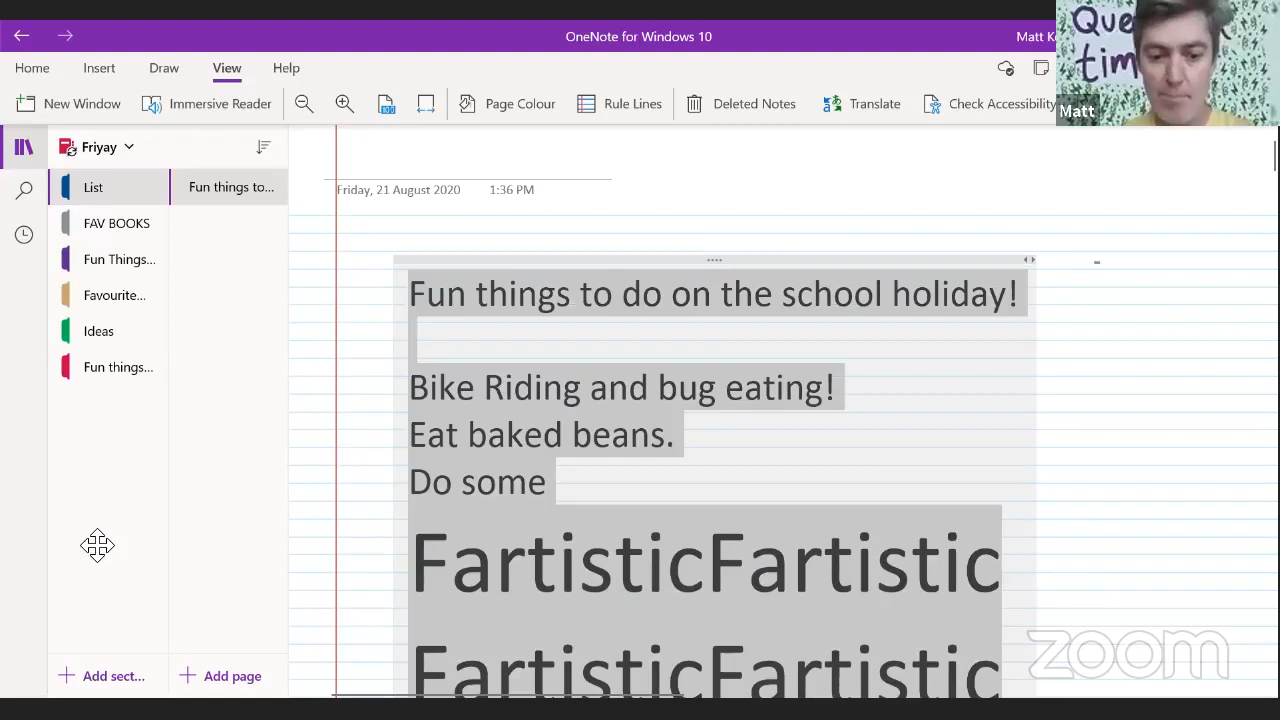 OneNote for Windows 10
Matt K
Home Insert Draw View Help
New Window Immersive Reader Page Colour Rule Lines Deleted Notes Translate Check Accessibility
Matt
Friyay
List
FAV BOOKS
Fun Things...
Favourite...
Ideas
Fun things...
Fun things to...
Add sect...
Add page
Friday, 21 August 2020 1:36 PM
Fun things to do on the school holiday!
Bike Riding and bug eating!
Eat baked beans.
Do some
FartisticFartistic
FartisticFartistic
zoom